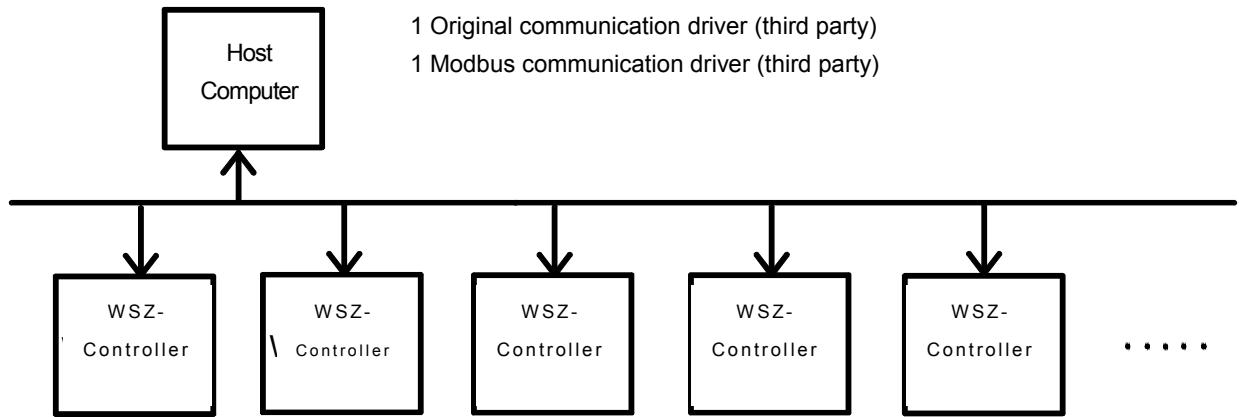 1 Original communication driver (third party)
1 Modbus communication driver (third party)
Host
Computer
WSZ-
Controller
WSZ-
Controller
WSZ-
Controller
WSZ-
Controller
WSZ-
Controller
.....